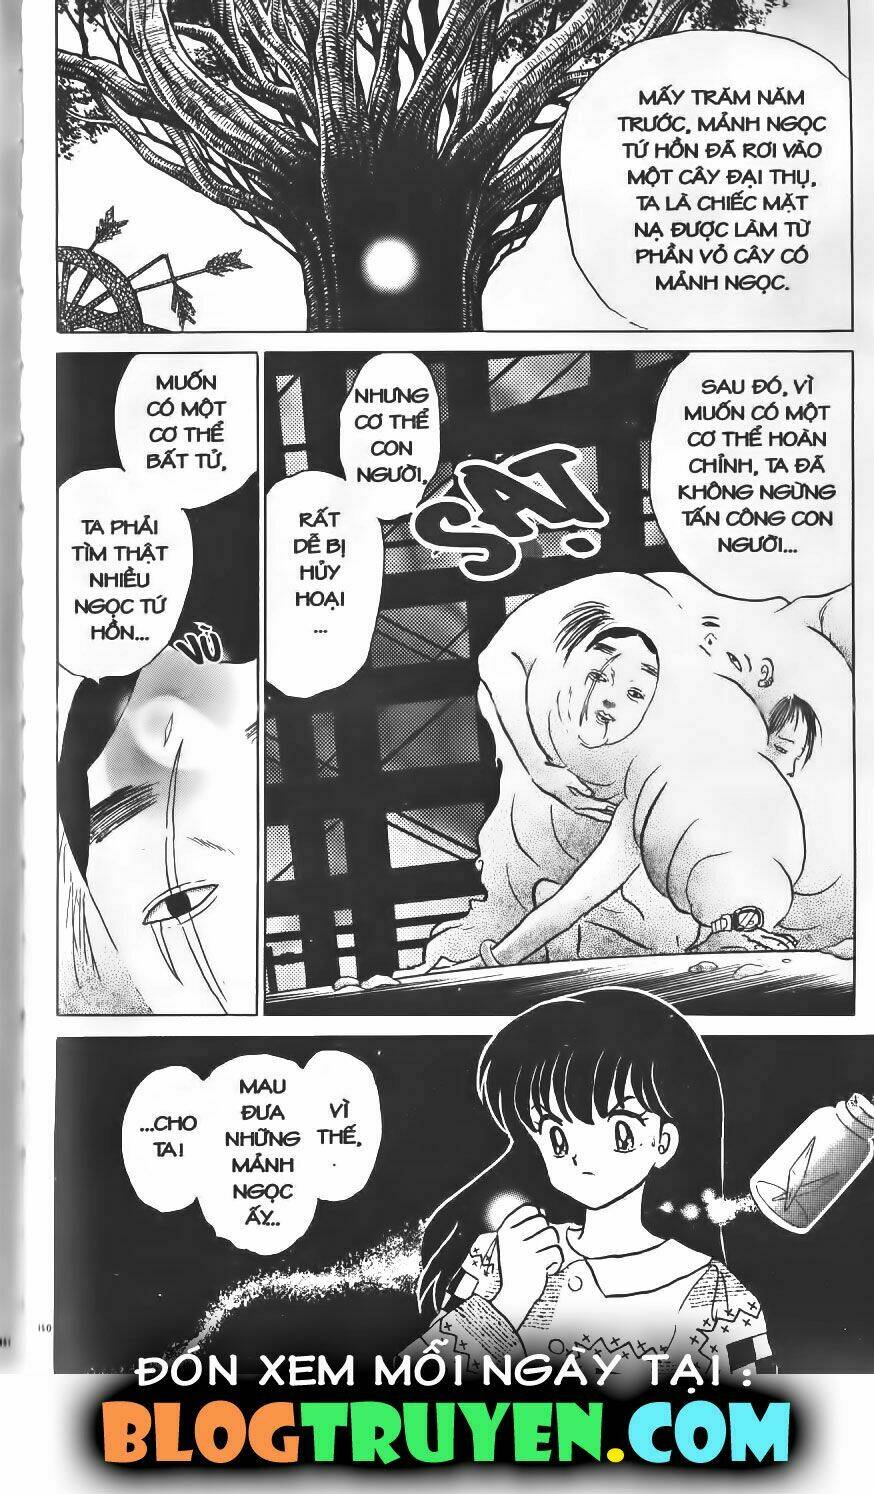 MẤY TRĂM NĂM
TRƯỚC, MẢNH NGỌC
TỨ HỒN ĐÃ RƠI VÀO
MỘT CÂY ĐẠI THỤ,
TA LÀ CHIẾC MẶT
NẠ ĐƯỢC LÀM TỪ
PHẦN VỎ CÂY CÓ
MẢNH NGỌC.
SAU ĐÓ, VÌ
MUỐN CÓ MỘT
CƠ THỂ HOÀN
CHỈNH, TA ĐÃ
KHÔNG NGỪNG
TẤN CÔNG CON
NGƯỜI...
SẠT
NHƯNG
CƠ THỂ
CON
NGƯỜI,
RẤT
DỄ BỊ
HỦY
HOẠI
...
MUỐN
CÓ MỘT
CƠ THỂ
BẤT TỬ,
TA PHẢI
TÌM THẬT
NHIỀU
NGỌC TỨ
HỒN...
VÙ
VÌ
THẾ,
MAU
ĐƯA
NHỮNG
MẢNH
NGỌC
ẤY...
...CHO
TA!
110
ĐÓN XEM MỖI NGÀY TẠI :
BLOGTRUYEN.COM